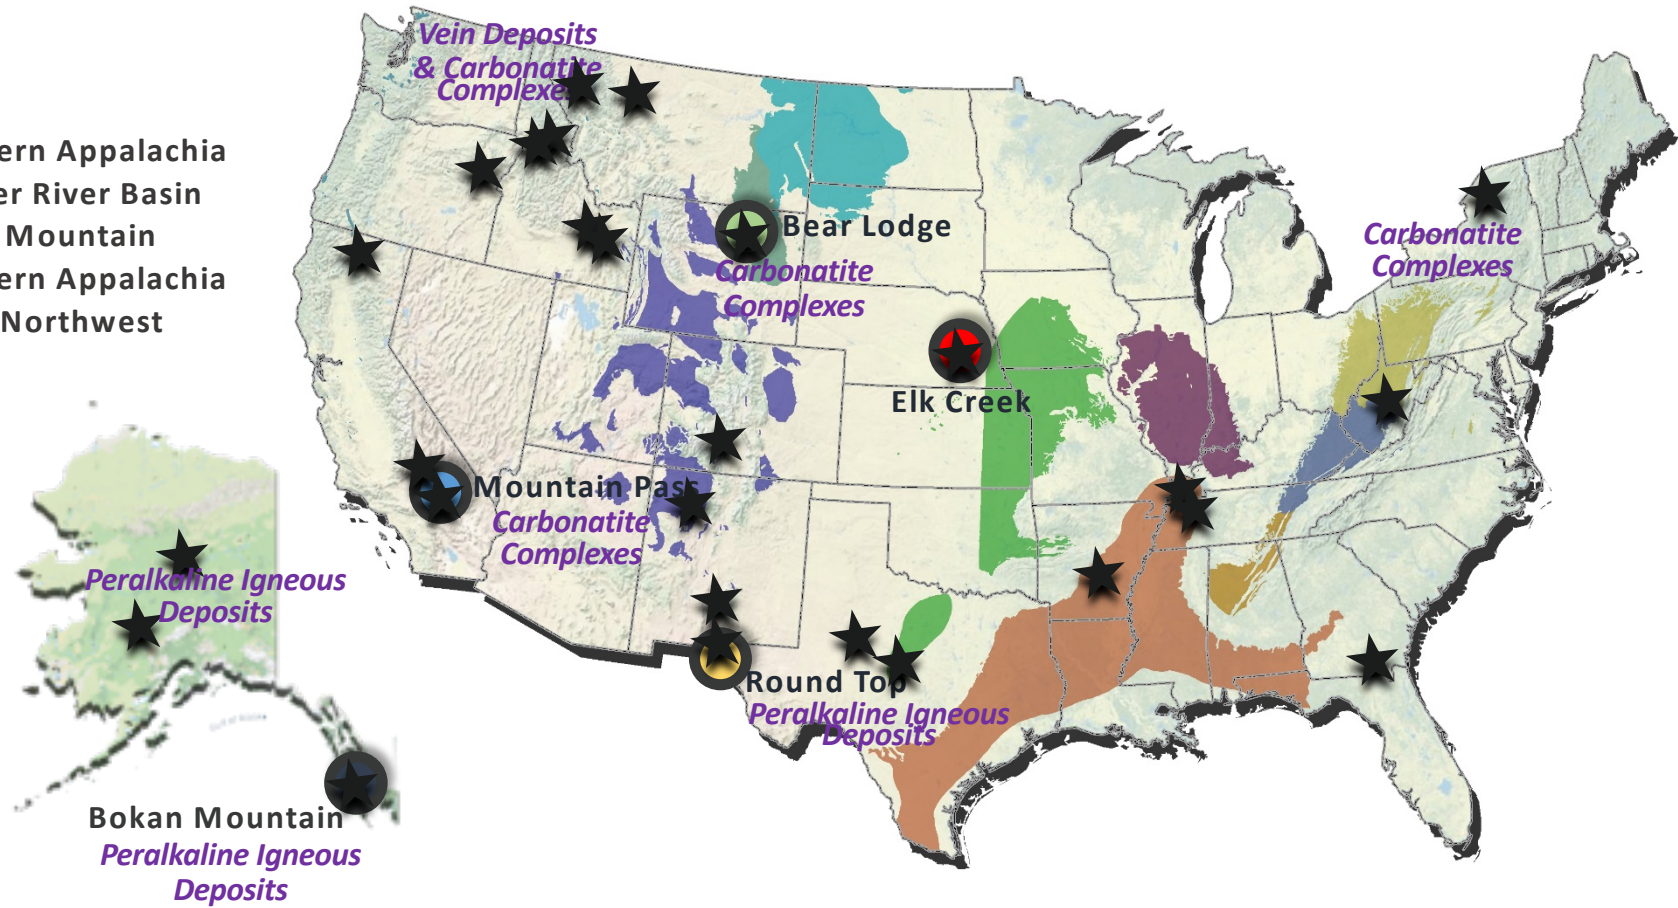 Vein Deposits
& Carbonatite
Complexes
ern Appalachia
er River Basin
Mountain
ern Appalachia
Northwest
Bear Lodge
Carbonatite
Complexes
Carbonatite
Complexes
Elk Creek
Mountain Pass
Carbonatite
Complexes
Peralkaline Igneous
Deposits
Round Top
Peralkaline Igneous
Deposits
Bokan Mountain
Peralkaline Igneous
Deposits